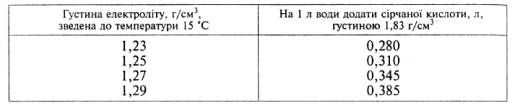 Густина електроліту, г/см³, На 1 л води додати сірчаної кислоти, л,
зведена до температури 15 °С густиною 1,83 г/см³
1,23 0,280
1,25 0,310
1,27 0,345
1,29 0,385